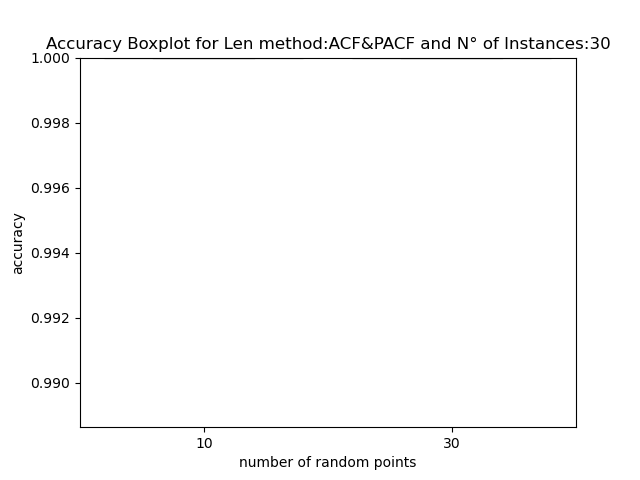 Accuracy Boxplot for Len method:ACF&PACF and N° of Instances:30
1.000
0.998
0.996
0.994
0.992
0.990
accuracy
10 30
number of random points